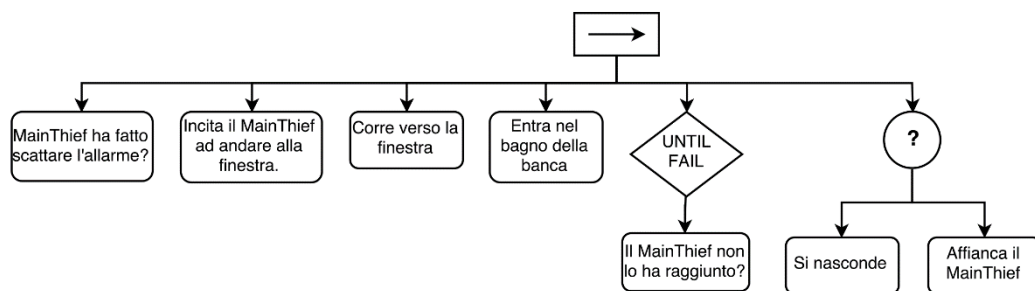 MainThief ha fatto
scattare l'allarme?
Incita il MainThief
ad andare alla
finestra.
Corre verso la
finestra
Entra nel
bagno della
banca
UNTIL
FAIL
?
Il MainThief non
lo ha raggiunto?
Si nasconde
Affianca il
MainThief